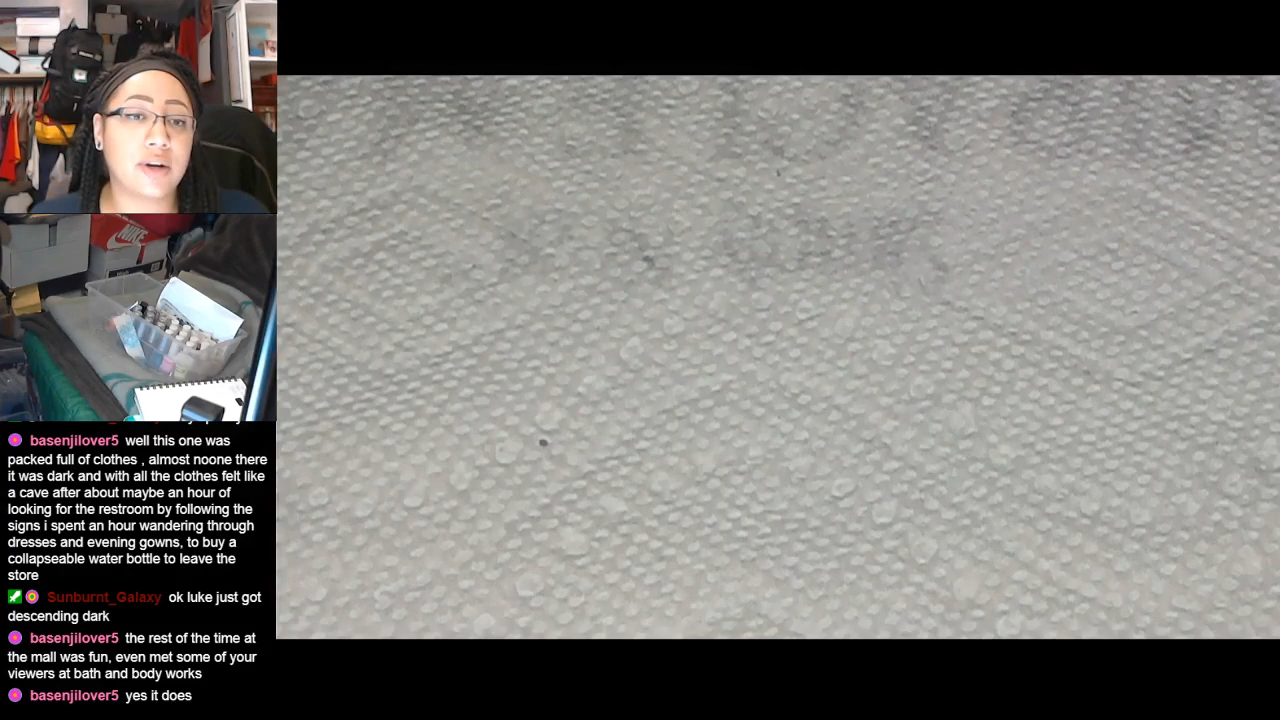 NIKE
basenjilover5 well this one was
packed full of clothes , almost noone there
it was dark and with all the clothes felt like
a cave after about maybe an hour of
looking for the restroom by following the
signs i spent an hour wandering through
dresses and evening gowns, to buy a
collapseable water bottle to leave the
store
Sunburnt_Galaxy ok luke just got
descending dark
basenjilover5 the rest of the time at
the mall was fun, even met some of your
viewers at bath and body works
basenjilover5 yes it does